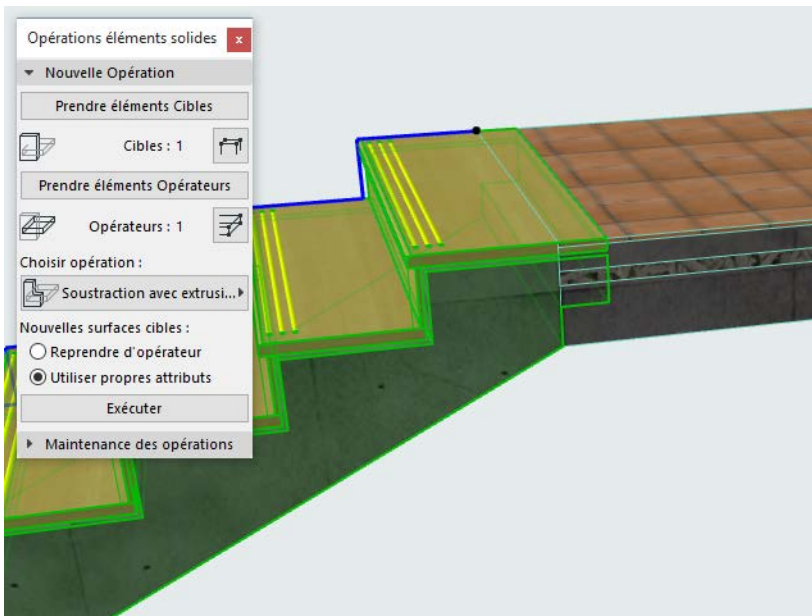 Opérations éléments solides
x
Nouvelle Opération
Prendre éléments Cibles
Cibles : 1
Prendre éléments Opérateurs
Opérateurs : 1
Choisir opération :
Soustraction avec extrusi...
Nouvelles surfaces cibles :
Reprendre d'opérateur
Utiliser propres attributs
Exécuter
Maintenance des opérations